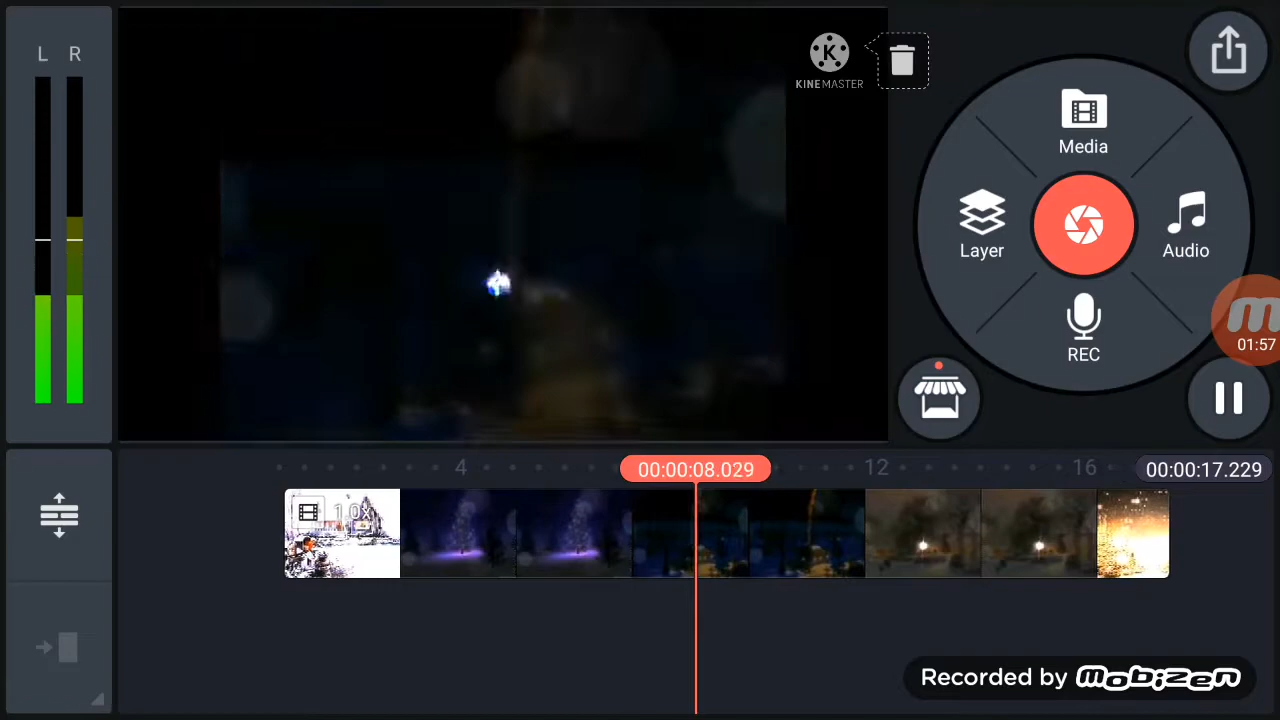 L R
K
KINEMASTER
Media
Layer
Audio
REC
01:57
4
00:00:08.029
12
16
00:00:17.229
1.0x
Recorded by mobizen